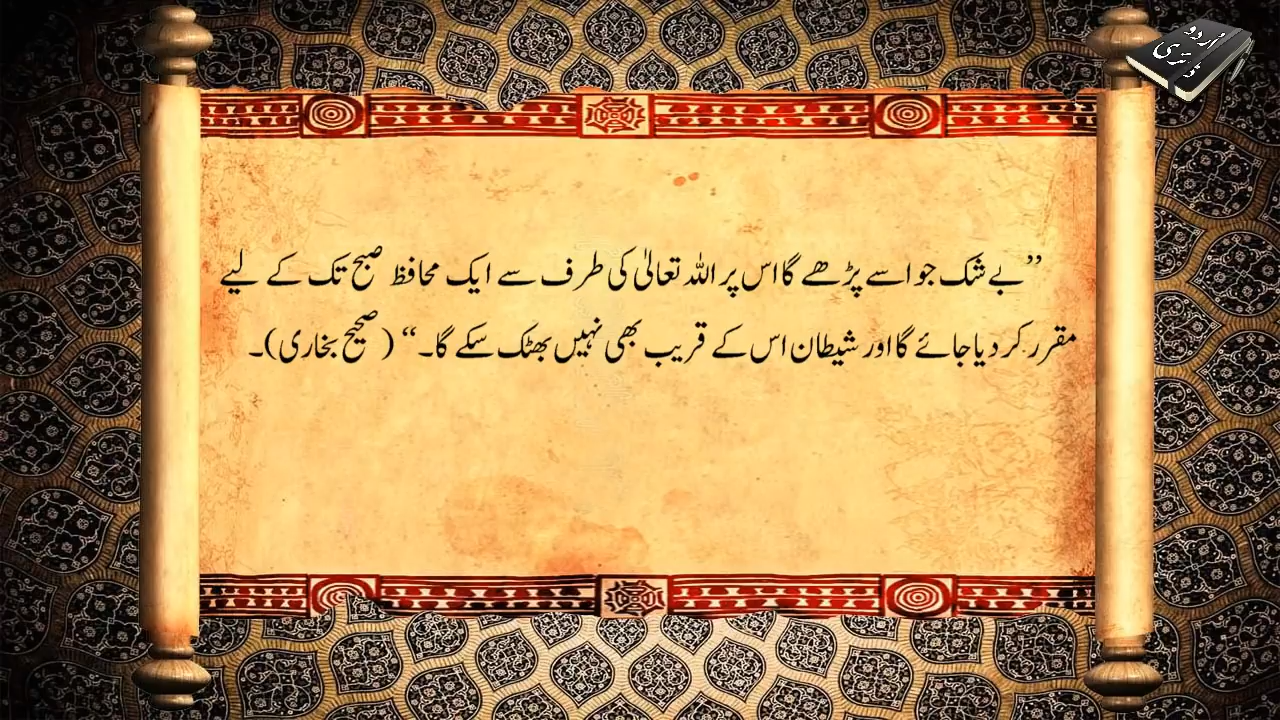 ”بے شک جو اسے پڑھے گا اس پر اللہ تعالیٰ کی طرف سے ایک محافظ صبح تک کے لیے
مقرر کر دیا جائے گا اور شیطان اس کے قریب بھی نہیں بھٹک سکے گا۔“ (صحیح بخاری)۔